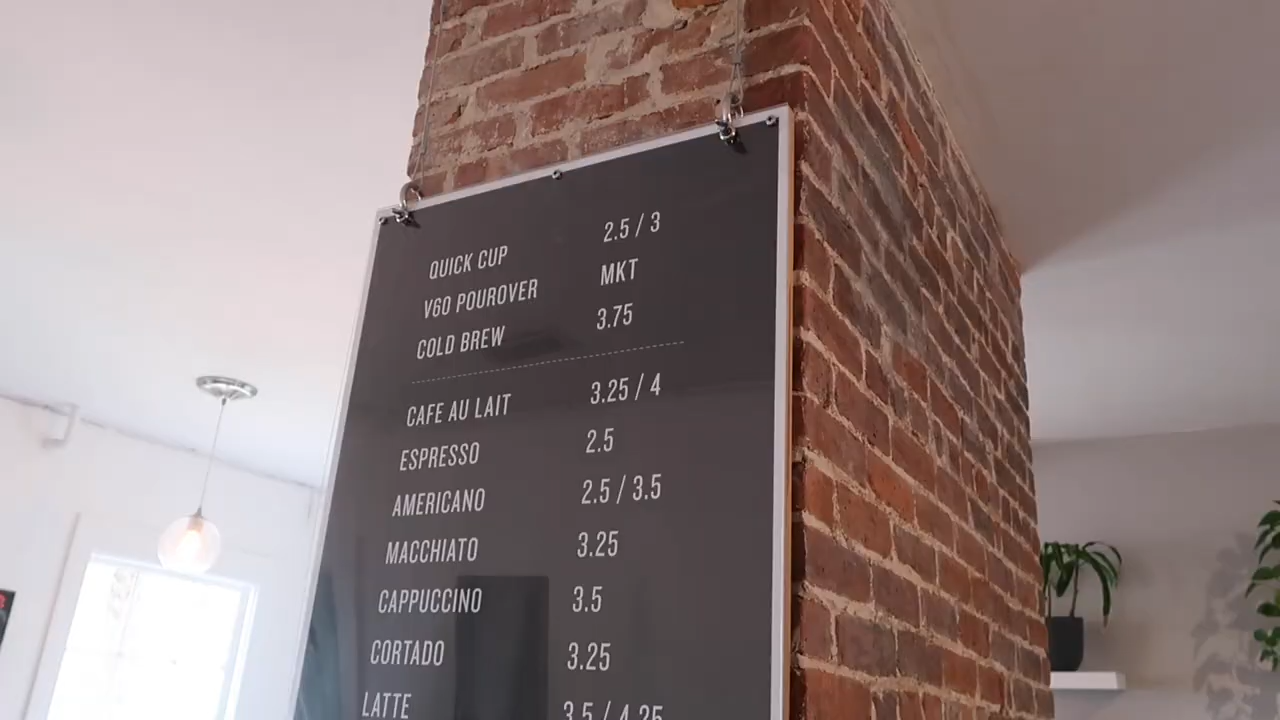 QUICK CUP 2.5 / 3
V60 POUROVER MKT
COLD BREW 3.75
CAFE AU LAIT 3.25 / 4
ESPRESSO 2.5
AMERICANO 2.5 / 3.5
MACCHIATO 3.25
CAPPUCCINO 3.5
CORTADO 3.25
LATTE 3.5 / 4.25